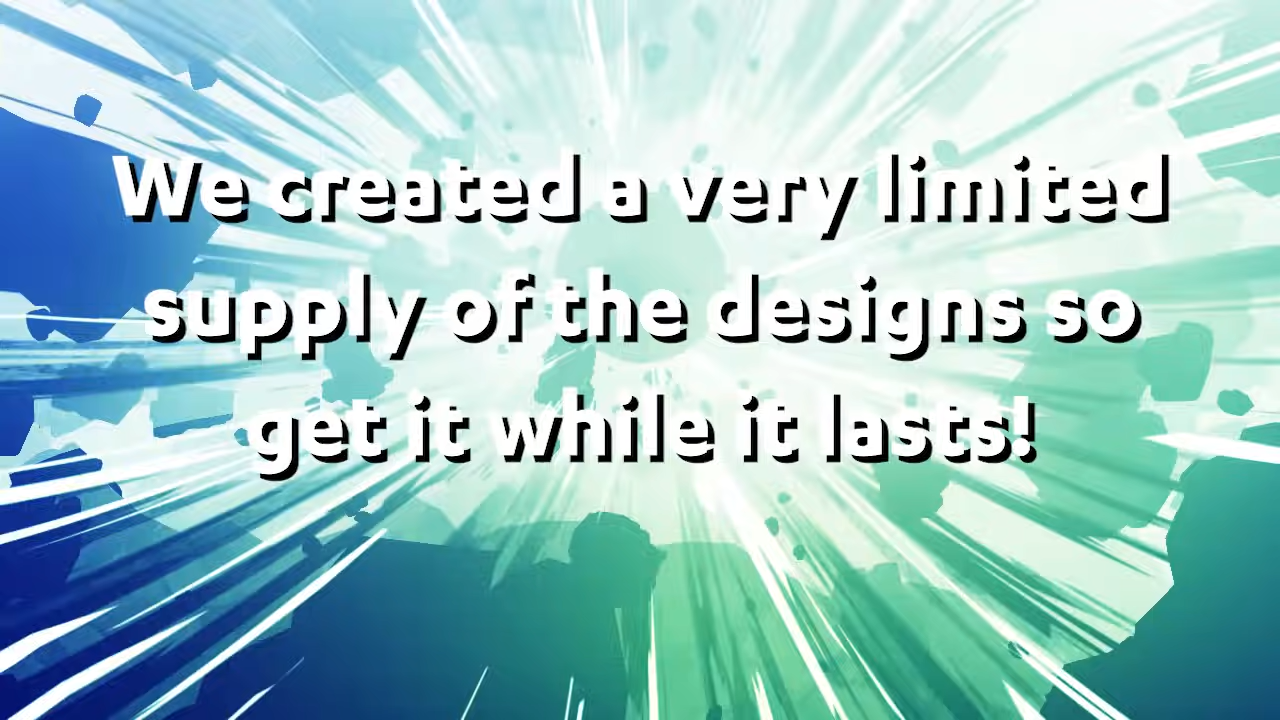 We created a very limited
supply of the designs so
get it while it lasts!